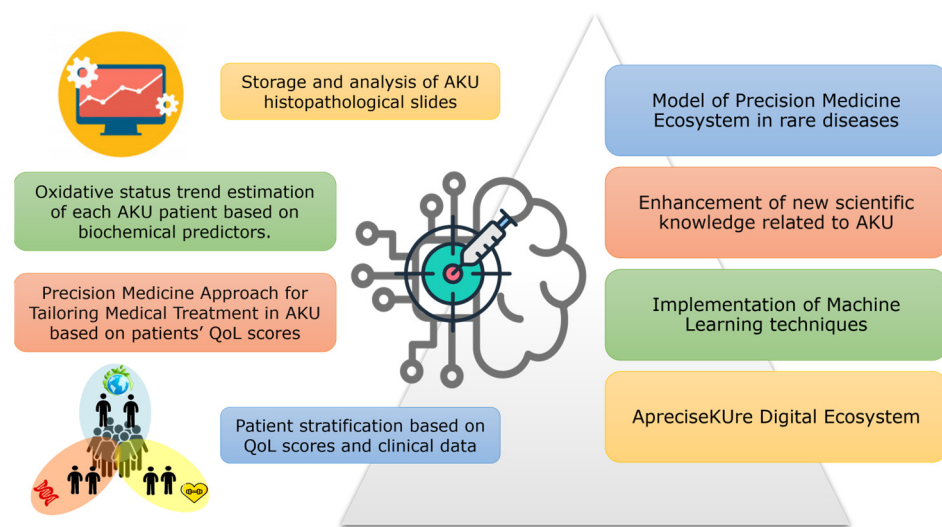 Storage and analysis of AKU
histopathological slides
Oxidative status trend estimation
of each AKU patient based on
biochemical predictors.
Precision Medicine Approach for
Tailoring Medical Treatment in AKU
based on patients' QoL scores
Patient stratification based on
QoL scores and clinical data
Model of Precision Medicine
Ecosystem in rare diseases
Enhancement of new scientific
knowledge related to AKU
Implementation of Machine
Learning techniques
ApreciseKUre Digital Ecosystem